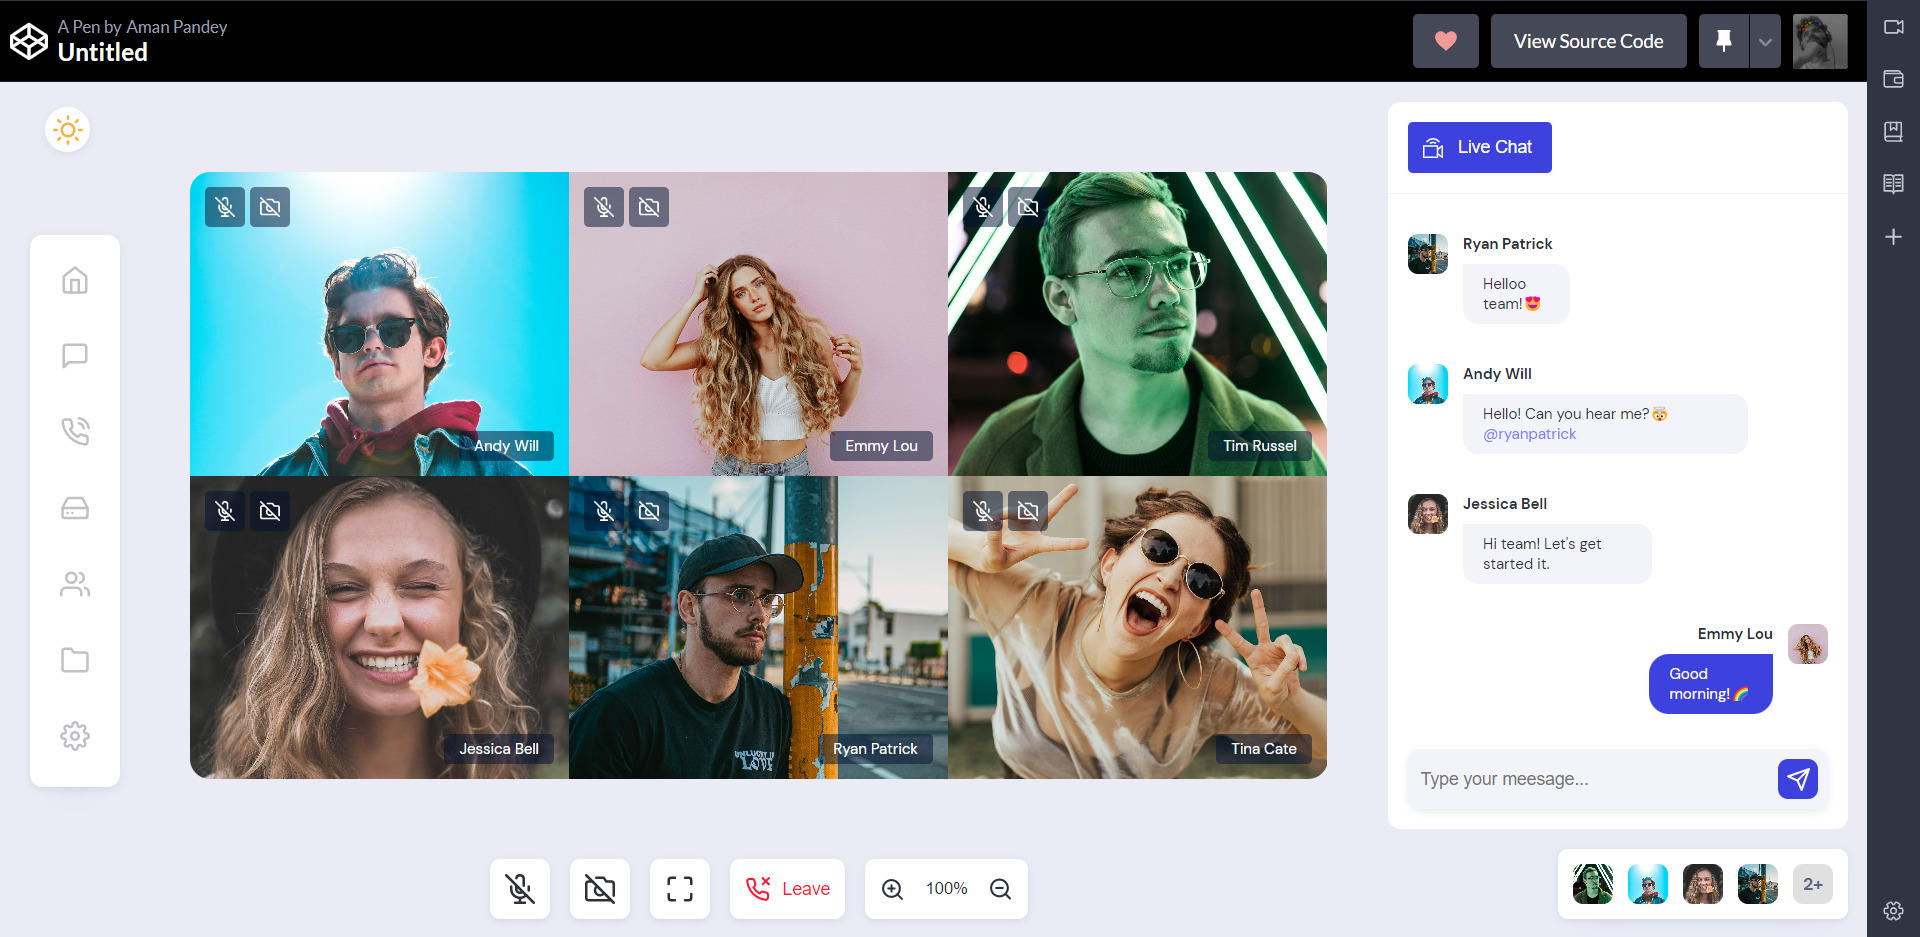 A Pen by Aman Pandey
Untitled
View Source Code
Andy Will
Emmy Lou
Tim Russel
Jessica Bell
Ryan Patrick
Tina Cate
LOVE
Leave
100%
Live Chat
Ryan Patrick
Helloo
team!😍
Andy Will
Hello! Can you hear me?🤯
@ryanpatrick
Jessica Bell
Hi team! Let's get
started it.
Emmy Lou
Good
morning!🌈
Type your meesage...
2+